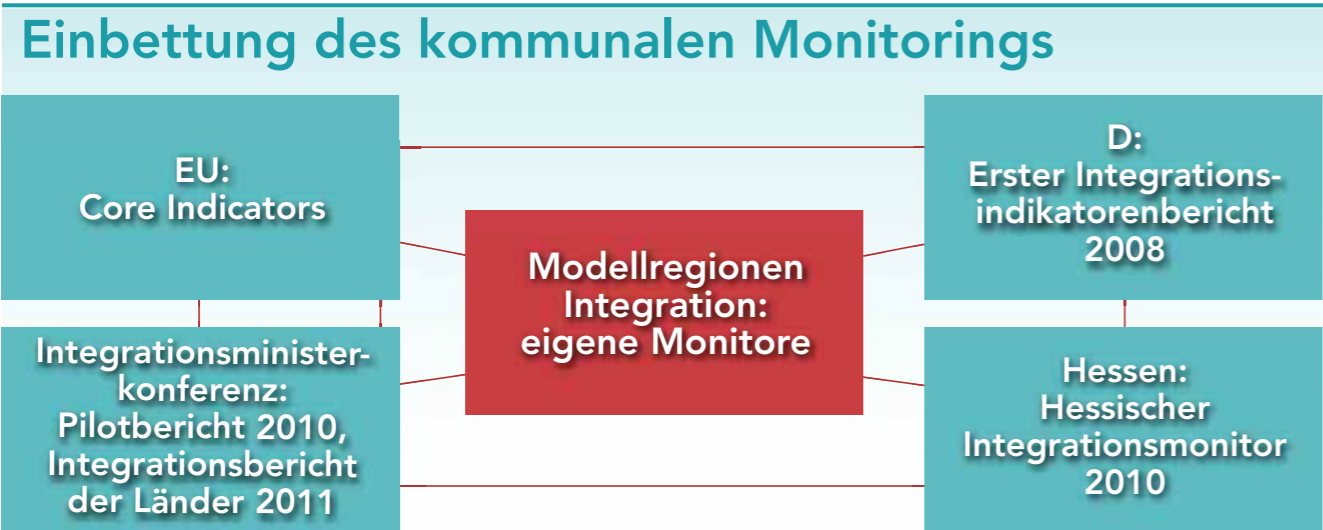 Einbettung des kommunalen Monitorings
EU:
Core Indicators
D:
Erster Integrations-
indikatorenbericht
2008
Modellregionen
Integration:
eigene Monitore
Integrationsminister-
konferenz:
Pilotbericht 2010,
Integrationsbericht
der Länder 2011
Hessen:
Hessischer
Integrationsmonitor
2010